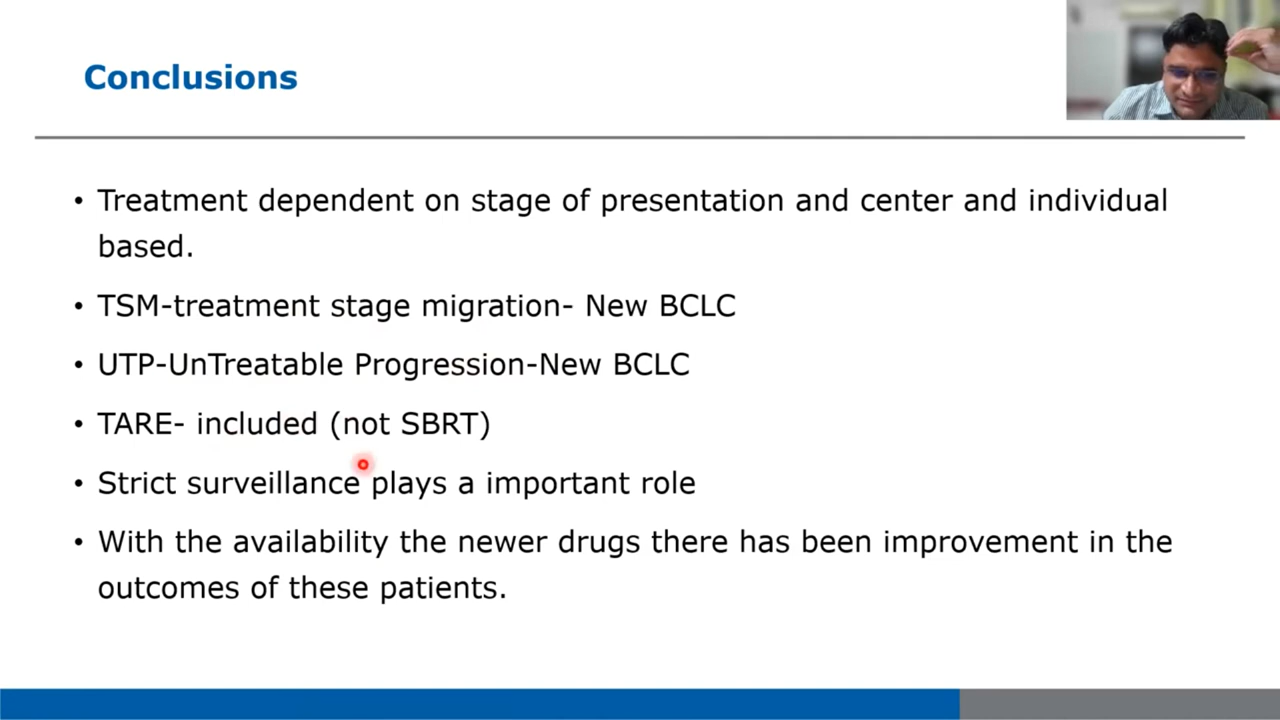 Conclusions
• Treatment dependent on stage of presentation and center and individual
based.
• TSM-treatment stage migration- New BCLC
• UTP-UnTreatable Progression-New BCLC
• TARE- included (not SBRT)
• Strict surveillance plays a important role
• With the availability the newer drugs there has been improvement in the
outcomes of these patients.